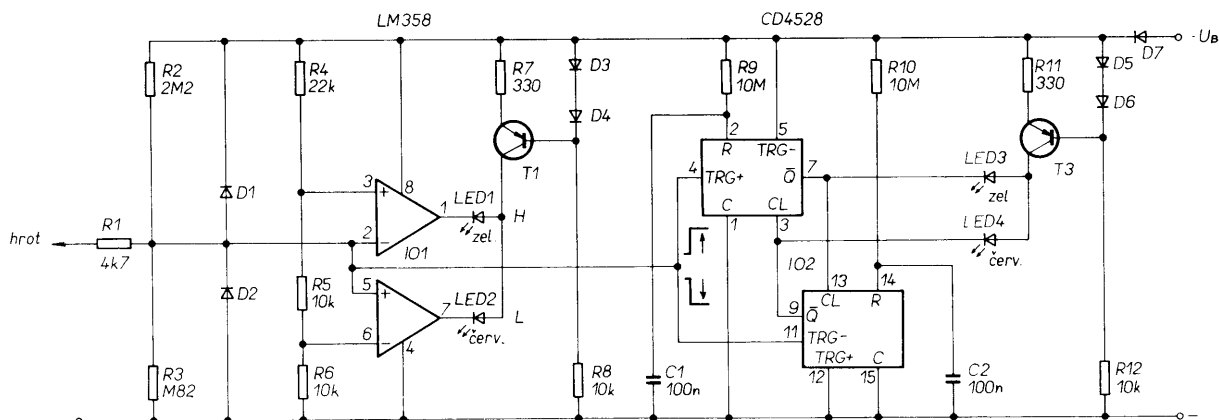 LM358
CD4528
-U_B
D7
R2
2M2
R4
22k
R7
330
D3
D4
R9
10M
R10
10M
R11
330
D5
D6
T1
T3
2
R
5
TRG-
4
TRG+
7
Q̅
C
CL
1
3
3
+
8
1
2
-
IO1
LED1
zel.
H
D1
hrot
R1
4k7
D2
R5
10k
5
+
7
6
-
4
LED2
červ.
L
LED3
zel
LED4
červ.
IO2
13
CL
14
R
9
Q̅
11
TRG-
TRG+
C
12
15
R3
M82
R6
10k
R8
10k
C1
100n
C2
100n
R12
10k
-